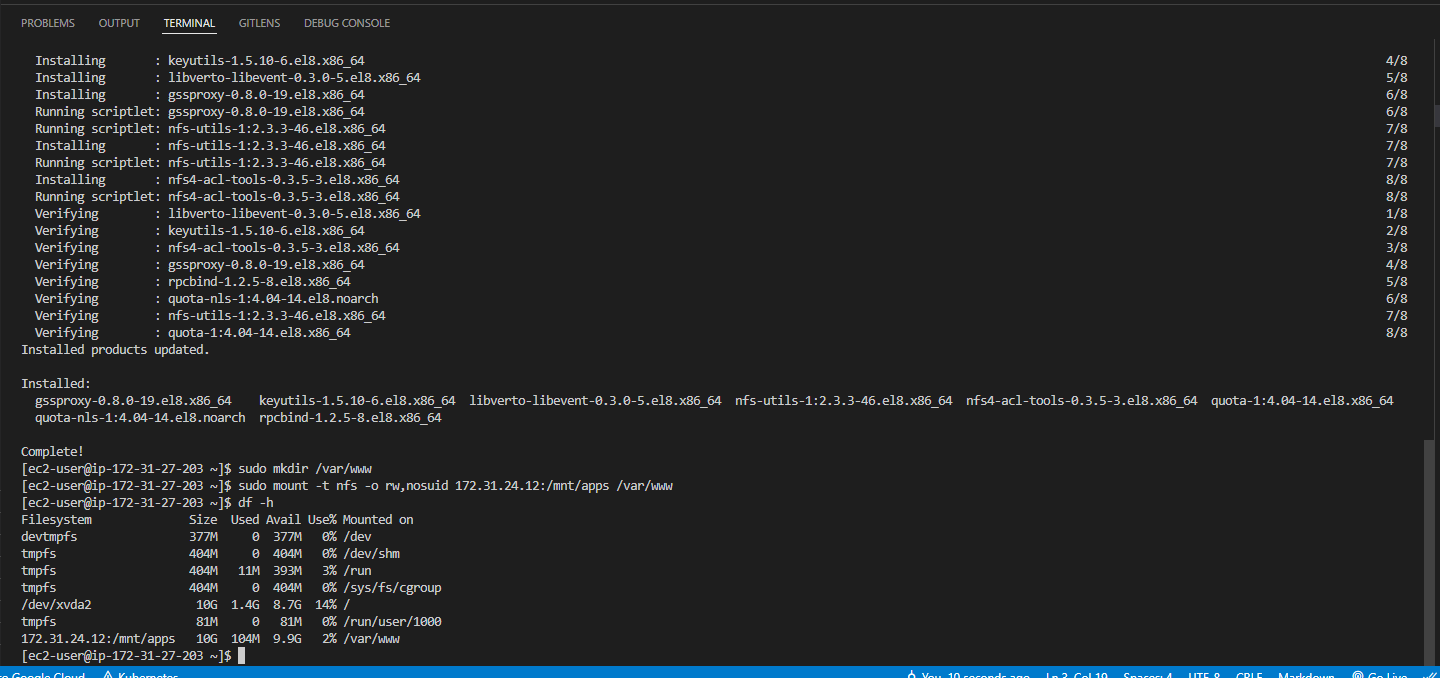 PROBLEMS OUTPUT TERMINAL GITLENS DEBUG CONSOLE
Installing : keyutils-1.5.10-6.el8.x86_64 4/8
Installing : libverto-libevent-0.3.0-5.el8.x86_64 5/8
Installing : gssproxy-0.8.0-19.el8.x86_64 6/8
Running scriptlet: gssproxy-0.8.0-19.el8.x86_64 6/8
Running scriptlet: nfs-utils-1:2.3.3-46.el8.x86_64 7/8
Installing : nfs-utils-1:2.3.3-46.el8.x86_64 7/8
Running scriptlet: nfs-utils-1:2.3.3-46.el8.x86_64 7/8
Installing : nfs4-acl-tools-0.3.5-3.el8.x86_64 8/8
Running scriptlet: nfs4-acl-tools-0.3.5-3.el8.x86_64 8/8
Verifying : libverto-libevent-0.3.0-5.el8.x86_64 1/8
Verifying : keyutils-1.5.10-6.el8.x86_64 2/8
Verifying : nfs4-acl-tools-0.3.5-3.el8.x86_64 3/8
Verifying : gssproxy-0.8.0-19.el8.x86_64 4/8
Verifying : rpcbind-1.2.5-8.el8.x86_64 5/8
Verifying : quota-nls-1:4.04-14.el8.noarch 6/8
Verifying : nfs-utils-1:2.3.3-46.el8.x86_64 7/8
Verifying : quota-1:4.04-14.el8.x86_64 8/8
Installed products updated.
Installed:
gssproxy-0.8.0-19.el8.x86_64 keyutils-1.5.10-6.el8.x86_64 libverto-libevent-0.3.0-5.el8.x86_64 nfs-utils-1:2.3.3-46.el8.x86_64 nfs4-acl-tools-0.3.5-3.el8.x86_64 quota-1:4.04-14.el8.x86_64
quota-nls-1:4.04-14.el8.noarch rpcbind-1.2.5-8.el8.x86_64
Complete!
[ec2-user@ip-172-31-27-203 ~]$ sudo mkdir /var/www
[ec2-user@ip-172-31-27-203 ~]$ sudo mount -t nfs -o rw,nosuid 172.31.24.12:/mnt/apps /var/www
[ec2-user@ip-172-31-27-203 ~]$ df -h
Filesystem Size Used Avail Use% Mounted on
devtmpfs 377M 0 377M 0% /dev
tmpfs 404M 0 404M 0% /dev/shm
tmpfs 404M 11M 393M 3% /run
tmpfs 404M 0 404M 0% /sys/fs/cgroup
/dev/xvda2 10G 1.4G 8.7G 14% /
tmpfs 81M 0 81M 0% /run/user/1000
172.31.24.12:/mnt/apps 10G 104M 9.9G 2% /var/www
[ec2-user@ip-172-31-27-203 ~]$
to Google Cloud Kubernetes You, 10 seconds ago Ln 3, Col 19 Spaces: 4 UTF-8 CRLF Markdown Go Live